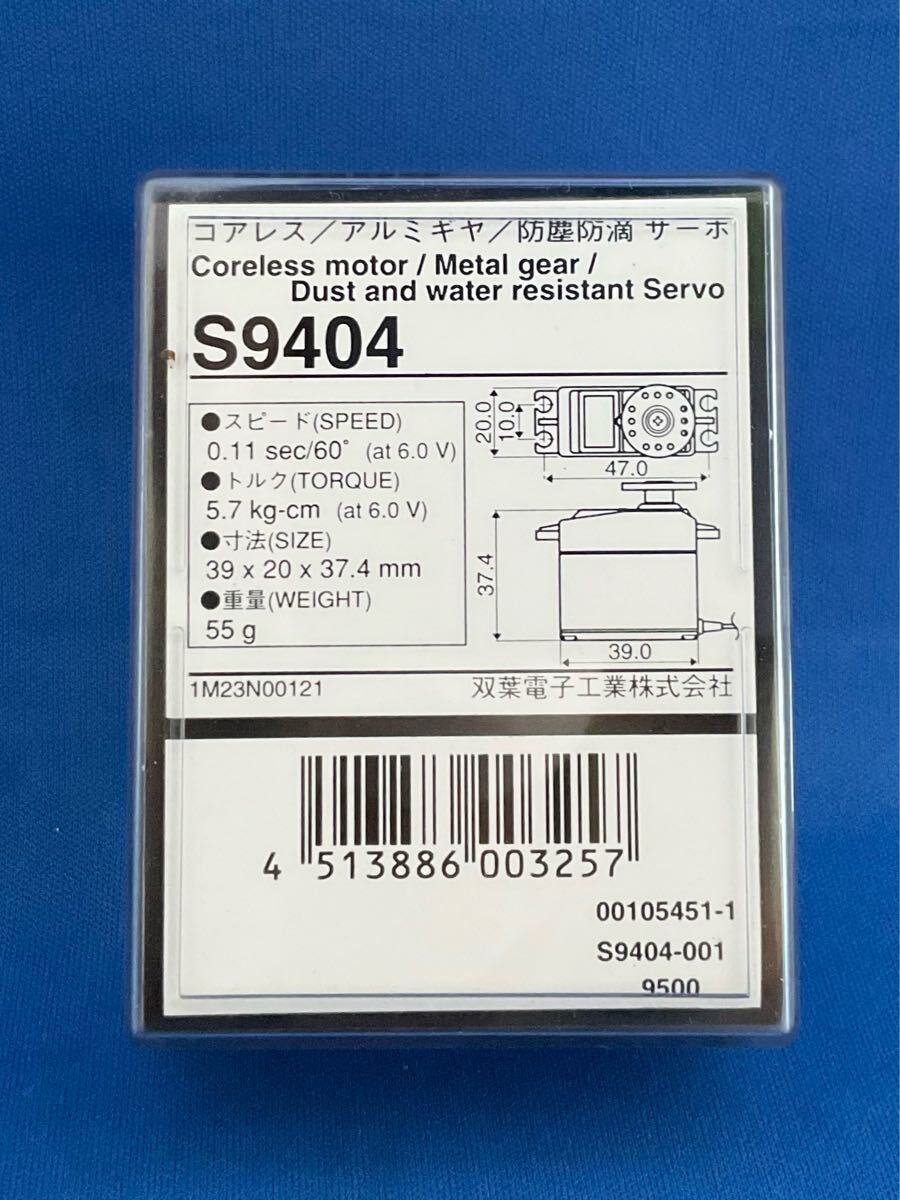 コアレス／アルミギヤ／防塵防滴 サーボ
Coreless motor / Metal gear /
Dust and water resistant Servo
S9404
●スピード(SPEED)
0.11 sec/60° (at 6.0 V)
●トルク(TORQUE)
5.7 kg-cm (at 6.0 V)
●寸法(SIZE)
39 x 20 x 37.4 mm
●重量(WEIGHT)
55 g
20.0
10.0
47.0
37.4
39.0
1M23N00121
双葉電子工業株式会社
4 513886 003257
00105451-1
S9404-001
9500